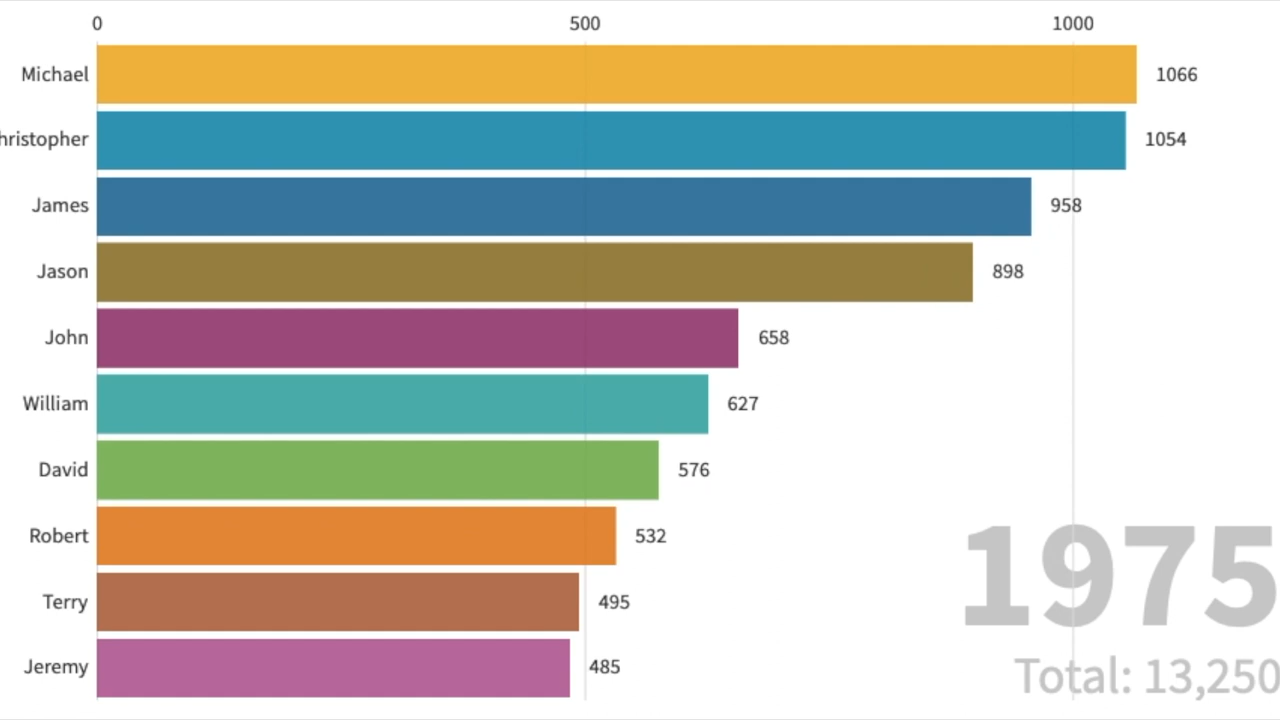 0 500 1000
Michael 1066
hristopher 1054
James 958
Jason 898
John 658
William 627
David 576
Robert 532
Terry 495
Jeremy 485
1975
Total: 13,250